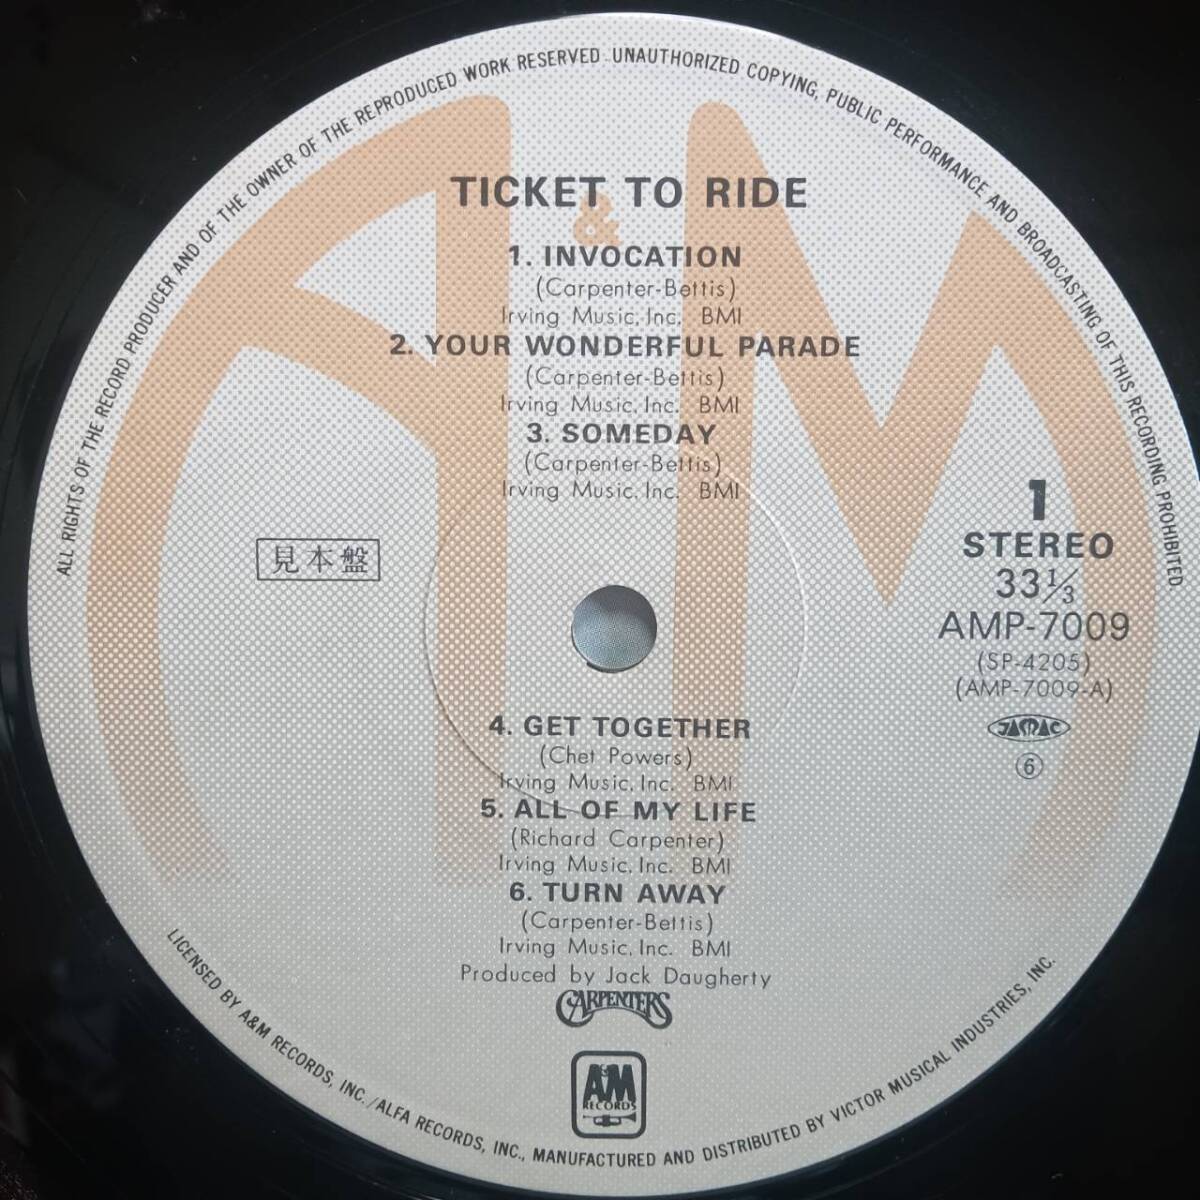 ALL RIGHTS OF THE RECORD PRODUCER AND OF THE OWNER OF THE REPRODUCED WORK RESERVED · UNAUTHORIZED COPYING, PUBLIC PERFORMANCE AND BROADCASTING OF THIS RECORDING PROHIBITED.
A&M
TICKET TO RIDE
1. INVOCATION
(Carpenter-Bettis)
Irving Music, Inc. BMI
2. YOUR WONDERFUL PARADE
(Carpenter-Bettis)
Irving Music, Inc. BMI
3. SOMEDAY
(Carpenter-Bettis)
Irving Music, Inc. BMI
見本盤
1
STEREO
33 1/3
AMP-7009
(SP-4205)
(AMP-7009-A)
JASRAC
⑥
4. GET TOGETHER
(Chet Powers)
Irving Music, Inc. BMI
5. ALL OF MY LIFE
(Richard Carpenter)
Irving Music, Inc. BMI
6. TURN AWAY
(Carpenter-Bettis)
Irving Music, Inc. BMI
Produced by Jack Daugherty
CARPENTERS
A&M
RECORDS
LICENSED BY A&M RECORDS, INC./ALFA RECORDS, INC., MANUFACTURED AND DISTRIBUTED BY VICTOR MUSICAL INDUSTRIES, INC.